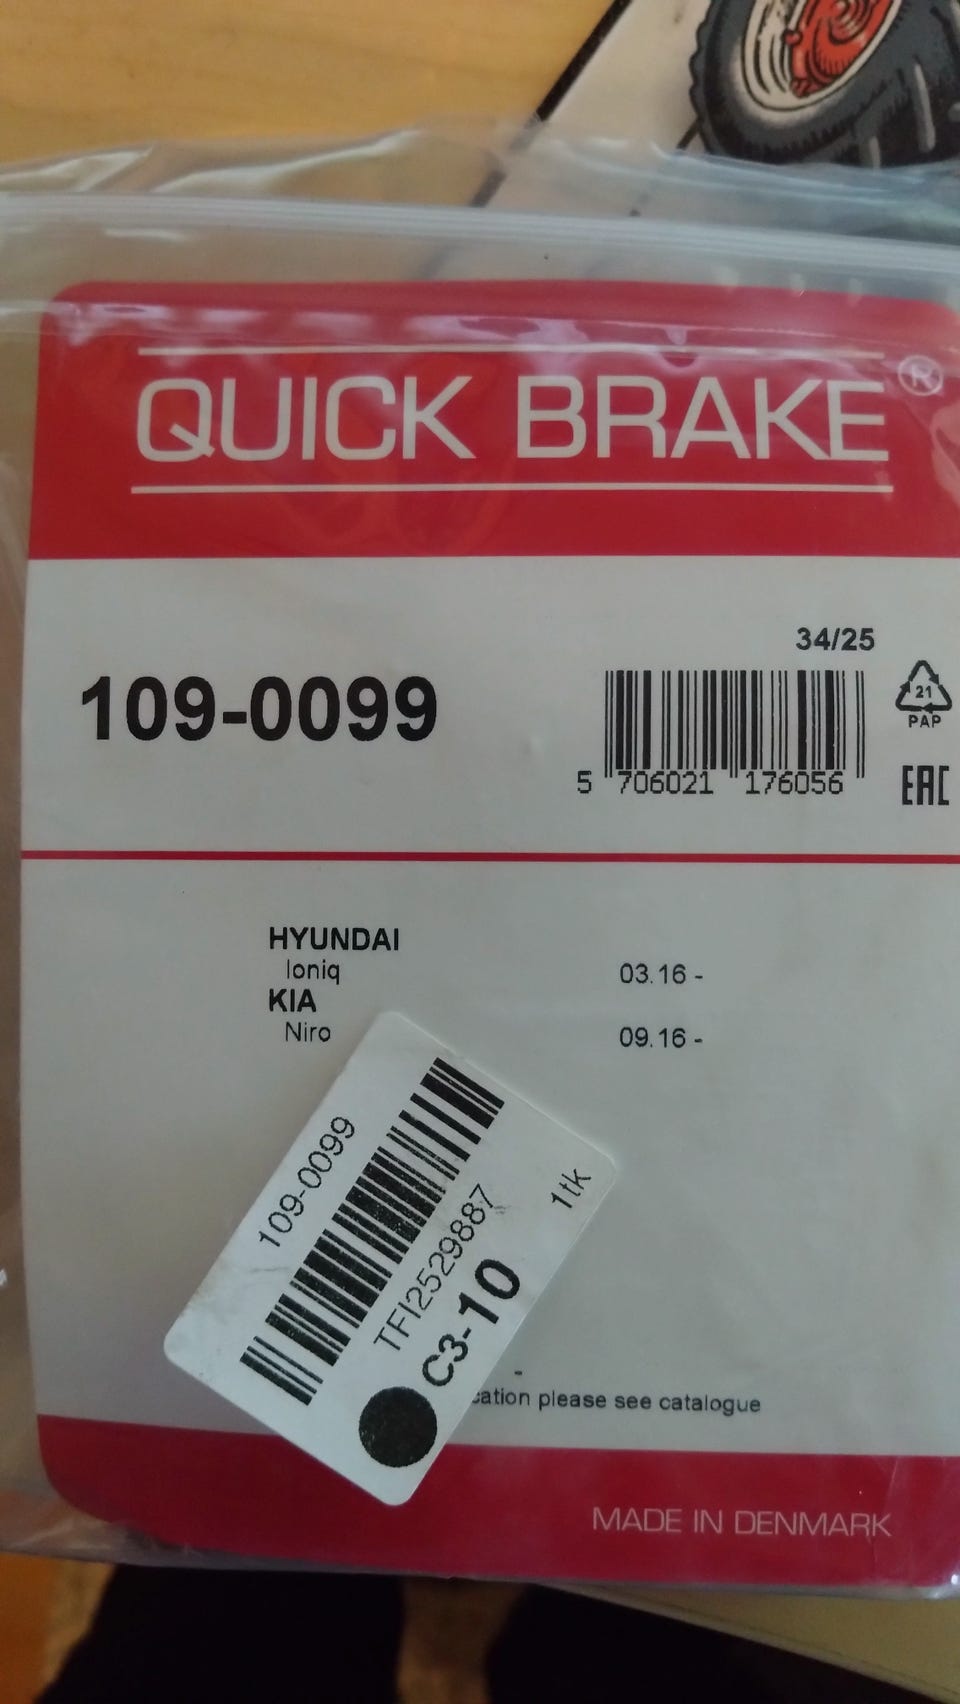 QUICK BRAKE®
34/25
109-0099
5 706021 176056
21
PAP
EAC
HYUNDAI
Ioniq 03.16 -
KIA
Niro 09.16 -
109-0099
TFI2529887
1tk
C3-10
please see catalogue
MADE IN DENMARK